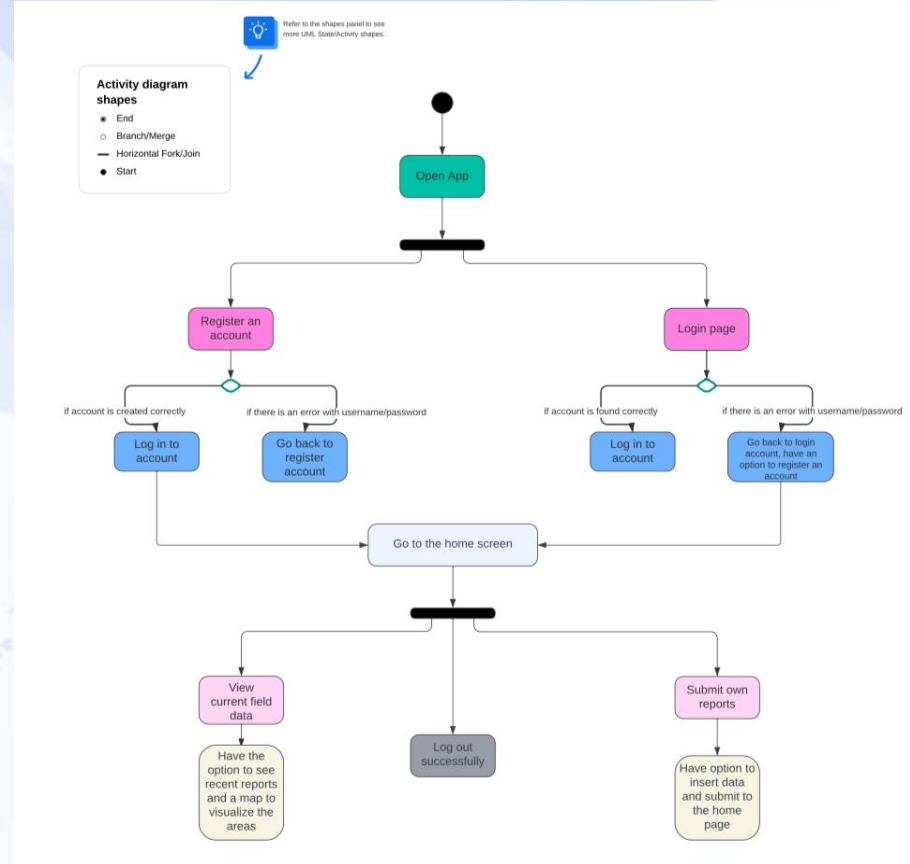 Refer to the shapes panel to see
more UML State/Activity shapes.
Activity diagram
shapes
End
Branch/Merge
Horizontal Fork/Join
Start
Open App
Register an
account
Login page
if account is created correctly
if there is an error with username/password
if account is found correctly
if there is an error with username/password
Log in to
account
Go back to
register
account
Log in to
account
Go back to login
account, have an
option to register an
account
Go to the home screen
View
current field
data
Submit own
reports
Log out
successfully
Have the
option to see
recent reports
and a map to
visualize the
areas
Have option to
insert data
and submit to
the home
page